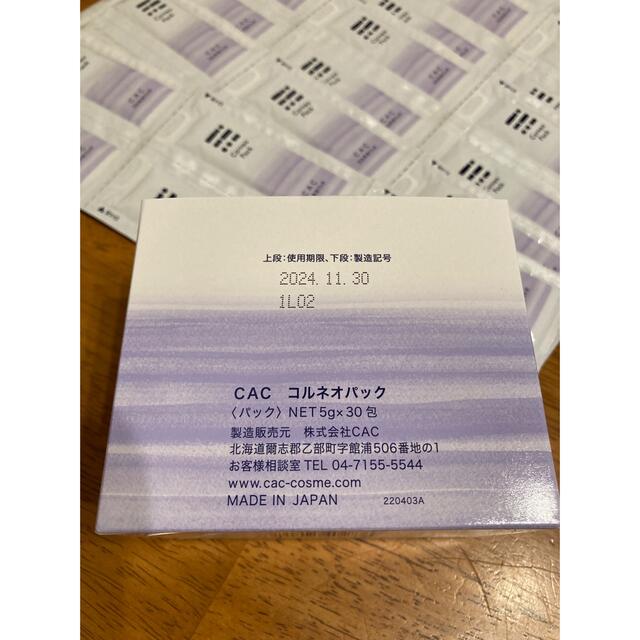 上段:使用期限、下段:製造記号
2024. 11. 30
1L02
CAC コルネオパック
〈パック〉NET 5g×30包
製造販売元 株式会社CAC
北海道爾志郡乙部町字館浦506番地の1
お客様相談室 TEL 04-7155-5544
www.cac-cosme.com
MADE IN JAPAN 220403A